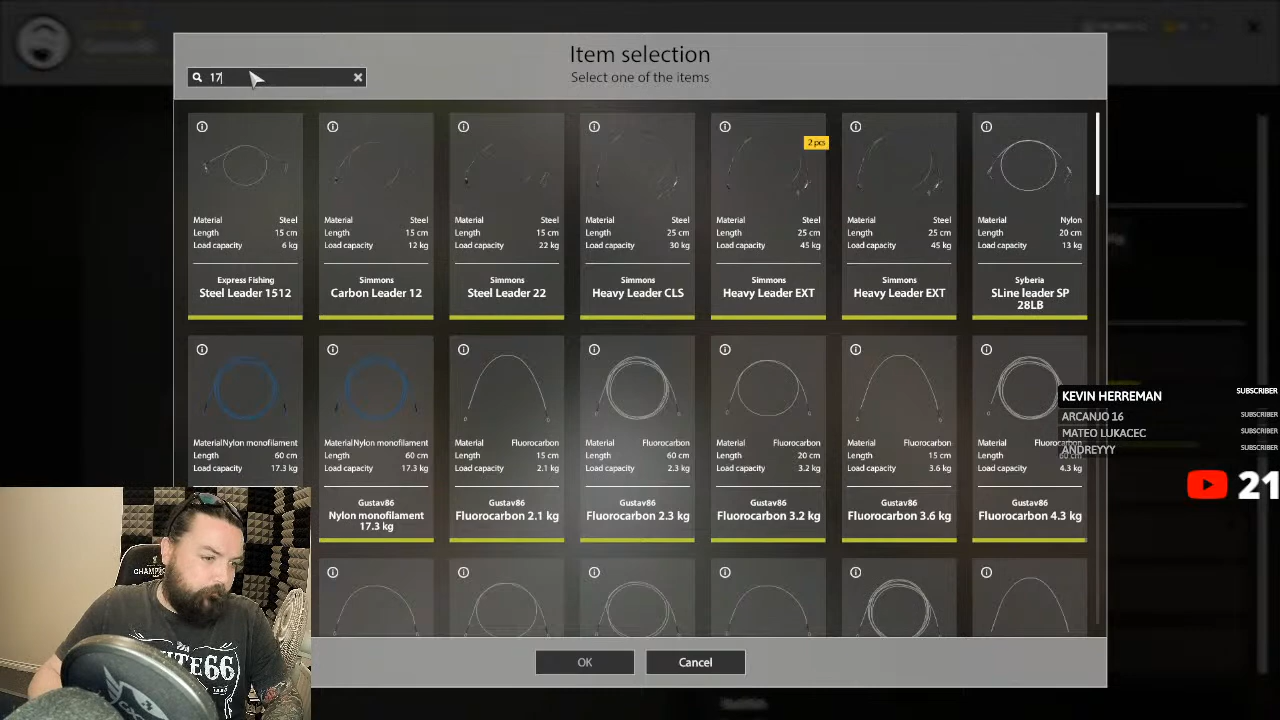 Item selection
Select one of the items
17
2 pcs
Material Steel
Length 15 cm
Load capacity 6 kg
Express Fishing
Steel Leader 1512
Material Steel
Length 15 cm
Load capacity 12 kg
Simmons
Carbon Leader 12
Material Steel
Length 15 cm
Load capacity 22 kg
Simmons
Steel Leader 22
Material Steel
Length 25 cm
Load capacity 30 kg
Simmons
Heavy Leader CLS
Material Steel
Length 25 cm
Load capacity 45 kg
Simmons
Heavy Leader EXT
Material Steel
Length 25 cm
Load capacity 45 kg
Simmons
Heavy Leader EXT
Material Nylon
Length 20 cm
Load capacity 13 kg
Syberia
SLine leader SP
28LB
MaterialNylon monofilament
Length 60 cm
Load capacity 17.3 kg
MaterialNylon monofilament
Length 60 cm
Load capacity 17.3 kg
Gustav86
Nylon monofilament
17.3 kg
Material Fluorocarbon
Length 15 cm
Load capacity 2.1 kg
Gustav86
Fluorocarbon 2.1 kg
Material Fluorocarbon
Length 60 cm
Load capacity 2.3 kg
Gustav86
Fluorocarbon 2.3 kg
Material Fluorocarbon
Length 20 cm
Load capacity 3.2 kg
Gustav86
Fluorocarbon 3.2 kg
Material Fluorocarbon
Length 15 cm
Load capacity 3.6 kg
Gustav86
Fluorocarbon 3.6 kg
Material Fluorocarbon
Length
Load capacity 4.3 kg
Gustav86
Fluorocarbon 4.3 kg
KEVIN HERREMAN SUBSCRIBER
ARCANJO 16 SUBSCRIBER
MATEO LUKACEC SUBSCRIBER
ANDREYYY SUBSCRIBER
21
OK
Cancel